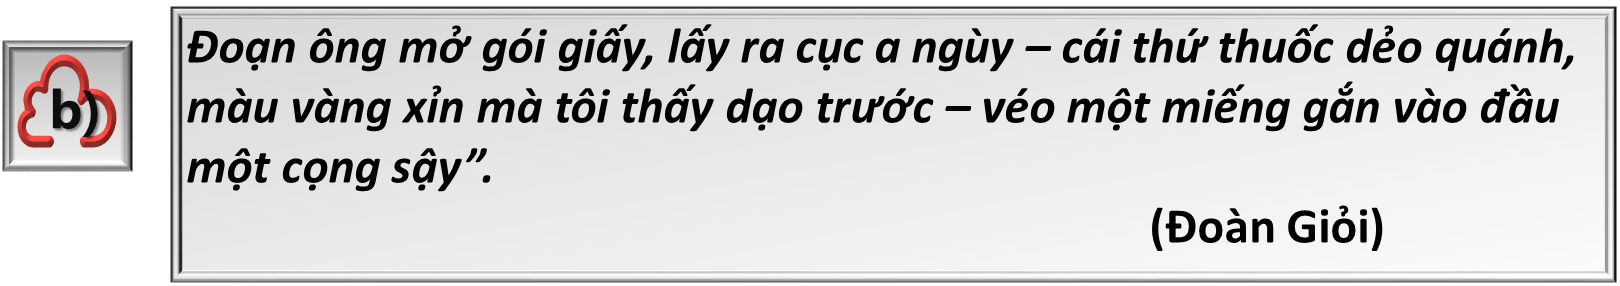 b)
Đoạn ông mở gói giấy, lấy ra cục a ngùy – cái thứ thuốc dẻo quánh,
màu vàng xỉn mà tôi thấy dạo trước – véo một miếng gắn vào đầu
một cọng sậy”.
(Đoàn Giỏi)